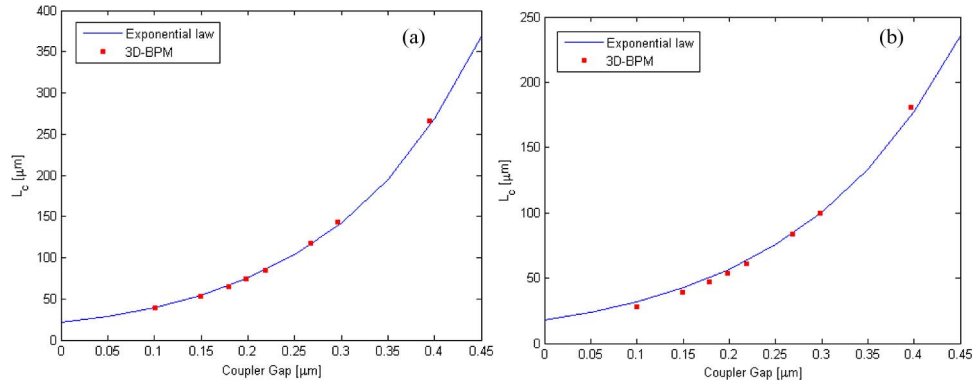 400
350
300
250
200
150
100
50
0
L_c [μm]
Exponential law
3D-BPM
(a)
0 0.05 0.1 0.15 0.2 0.25 0.3 0.35 0.4 0.45
Coupler Gap [μm]
250
200
150
100
50
0
L_c [μm]
Exponential law
3D-BPM
(b)
0 0.05 0.1 0.15 0.2 0.25 0.3 0.35 0.4 0.45
Coupler Gap [μm]